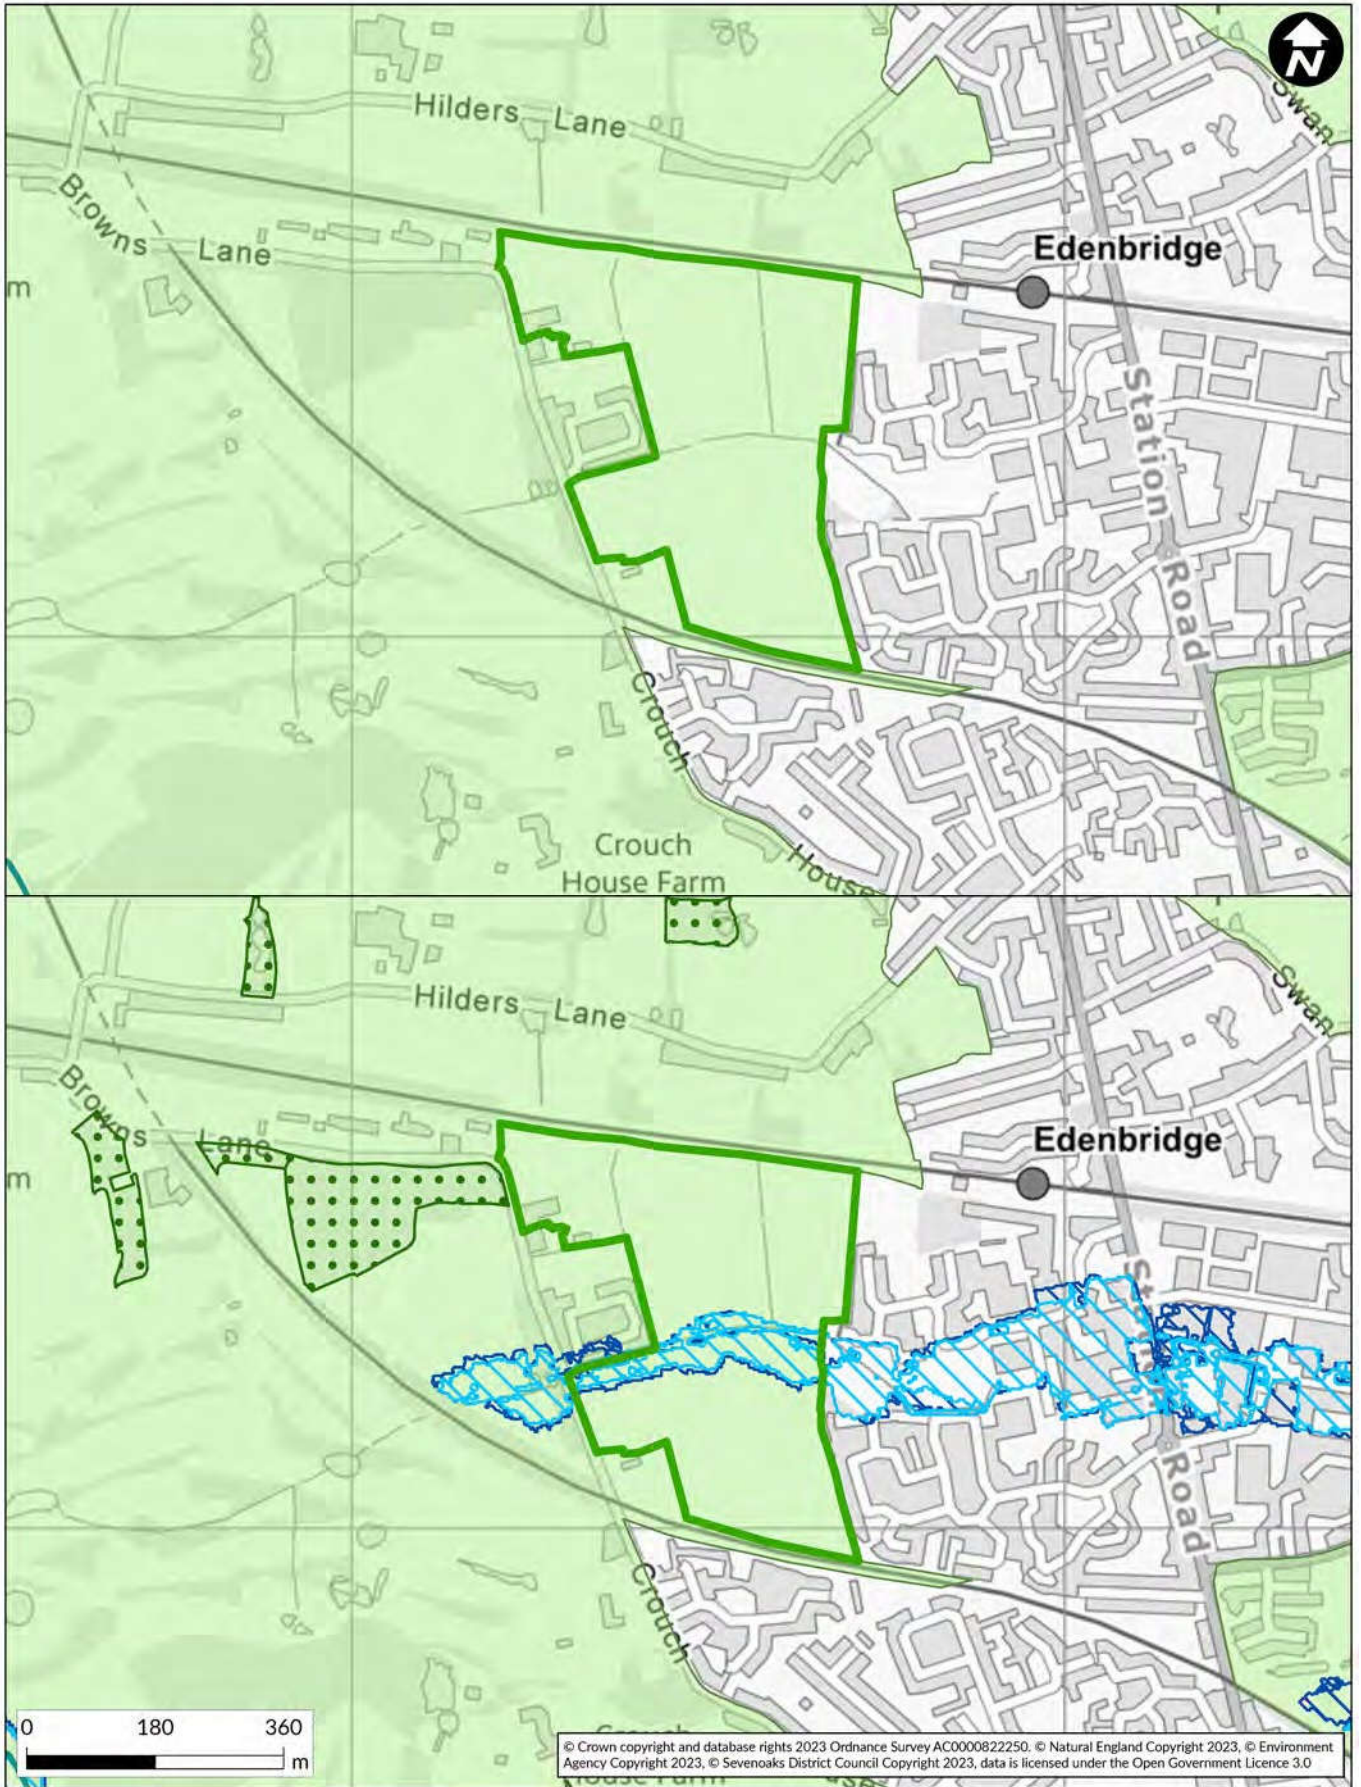 N
Swan
Hilders Lane
Browns Lane
Edenbridge
m
Station Road
Crouch House
Crouch
House Farm
Hilders Lane
Swan
Browns Lane
Edenbridge
m
Road
Crouch
0 180 360
m
House Farm
© Crown copyright and database rights 2023 Ordnance Survey AC0000822250. © Natural England Copyright 2023, © Environment
Agency Copyright 2023, © Sevenoaks District Council Copyright 2023, data is licensed under the Open Government Licence 3.0